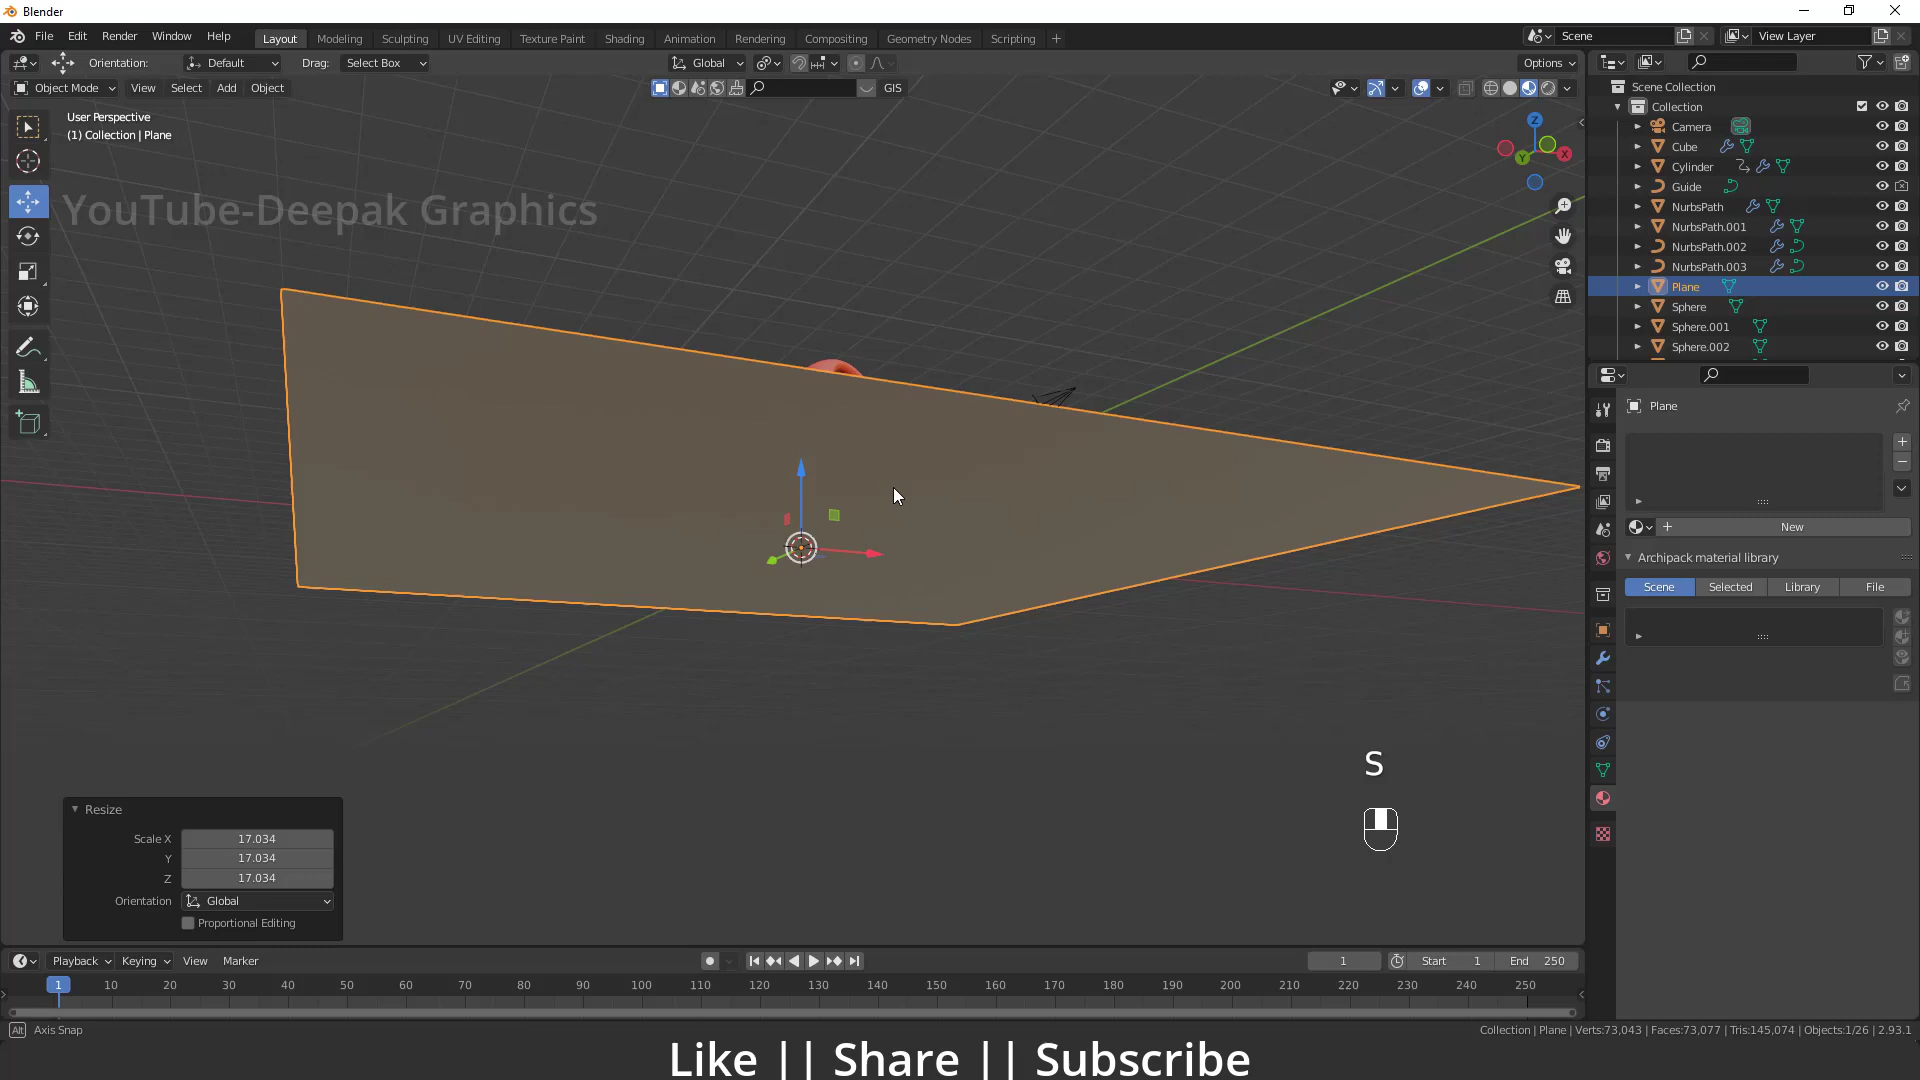 Blender
File Edit Render Window Help
Layout Modeling Sculpting UV Editing Texture Paint Shading Animation Rendering Compositing Geometry Nodes Scripting +
Scene View Layer
Orientation: Default Drag: Select Box Global Options
Object Mode View Select Add Object GIS
User Perspective
(1) Collection | Plane
YouTube-Deepak Graphics
Z
X
Y
Scene Collection
Collection
Camera
Cube
Cylinder
Guide
NurbsPath
NurbsPath.001
NurbsPath.002
NurbsPath.003
Plane
Sphere
Sphere.001
Sphere.002
Plane
New
Archipack material library
Scene Selected Library File
S
Resize
Scale X 17.034
Y 17.034
Z 17.034
Orientation Global
Proportional Editing
Playback Keying View Marker 1 Start 1 End 250
1 10 20 30 40 50 60 70 80 90 100 110 120 130 140 150 160 170 180 190 200 210 220 230 240 250
Alt Axis Snap
Collection | Plane | Verts:73,043 | Faces:73,077 | Tris:145,074 | Objects:1/26 | 2.93.1
Like || Share || Subscribe